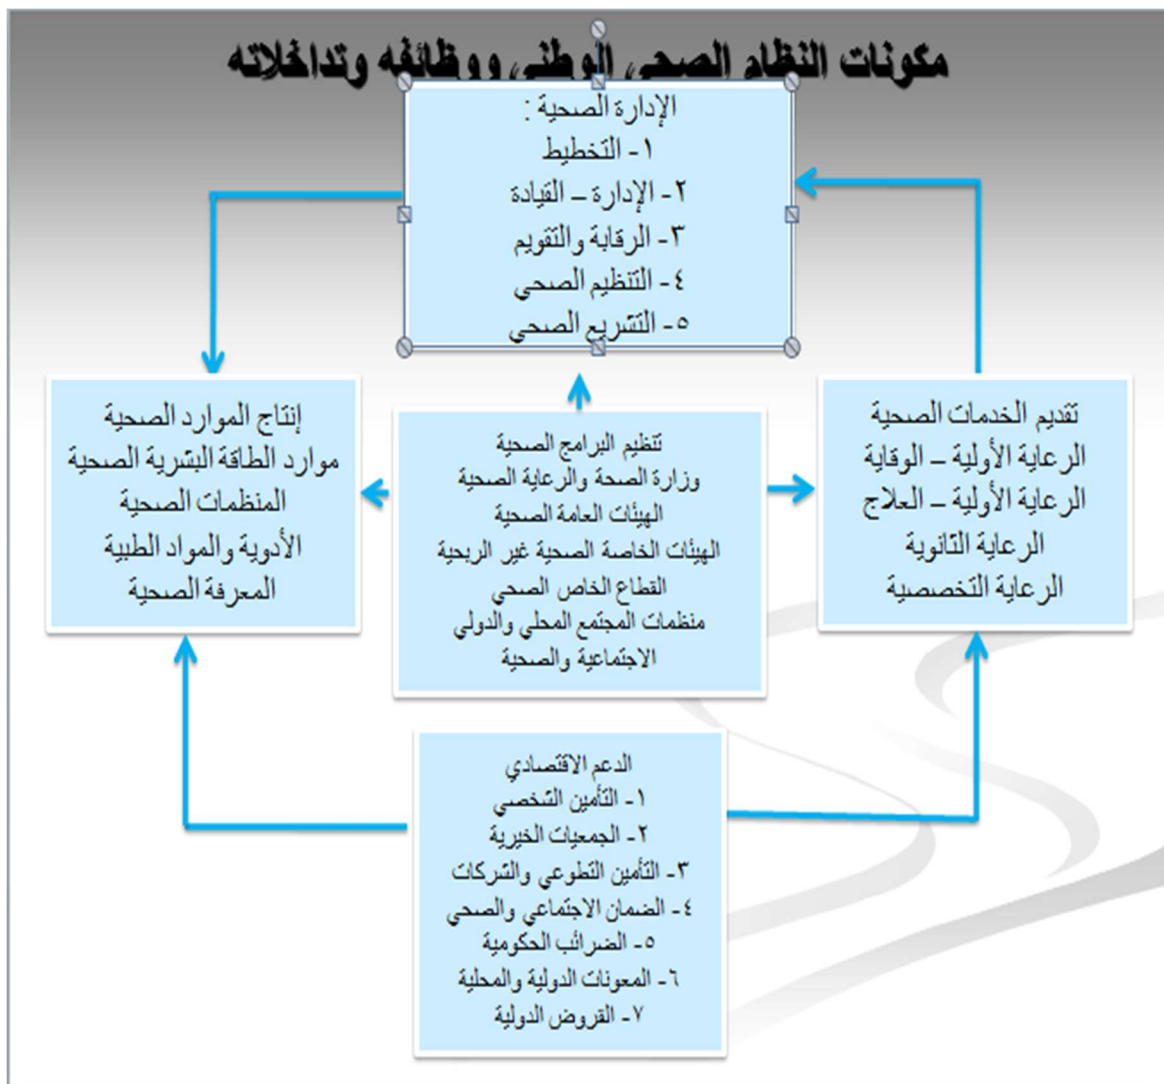 مكونات النظام الصحي الوطني ووظائفه وتداخلاته
الإدارة الصحية :
١- التخطيط
٢- الإدارة – القيادة
٣- الرقابة والتقويم
٤- التنظيم الصحي
٥- التشريع الصحي
تقديم الخدمات الصحية
الرعاية الأولية – الوقاية
الرعاية الأولية – العلاج
الرعاية الثانوية
الرعاية التخصصية
تنظيم البرامج الصحية
وزارة الصحة والرعاية الصحية
الهيئات العامة الصحية
الهيئات الخاصة الصحية غير الربحية
القطاع الخاص الصحي
منظمات المجتمع المحلي والدولي
الاجتماعية والصحية
إنتاج الموارد الصحية
موارد الطاقة البشرية الصحية
المنظمات الصحية
الأدوية والمواد الطبية
المعرفة الصحية
الدعم الاقتصادي
١- التأمين الشخصي
٢- الجمعيات الخيرية
٣- التأمين التطوعي والشركات
٤- الضمان الاجتماعي والصحي
٥- الضرائب الحكومية
٦- المعونات الدولية والمحلية
٧- القروض الدولية